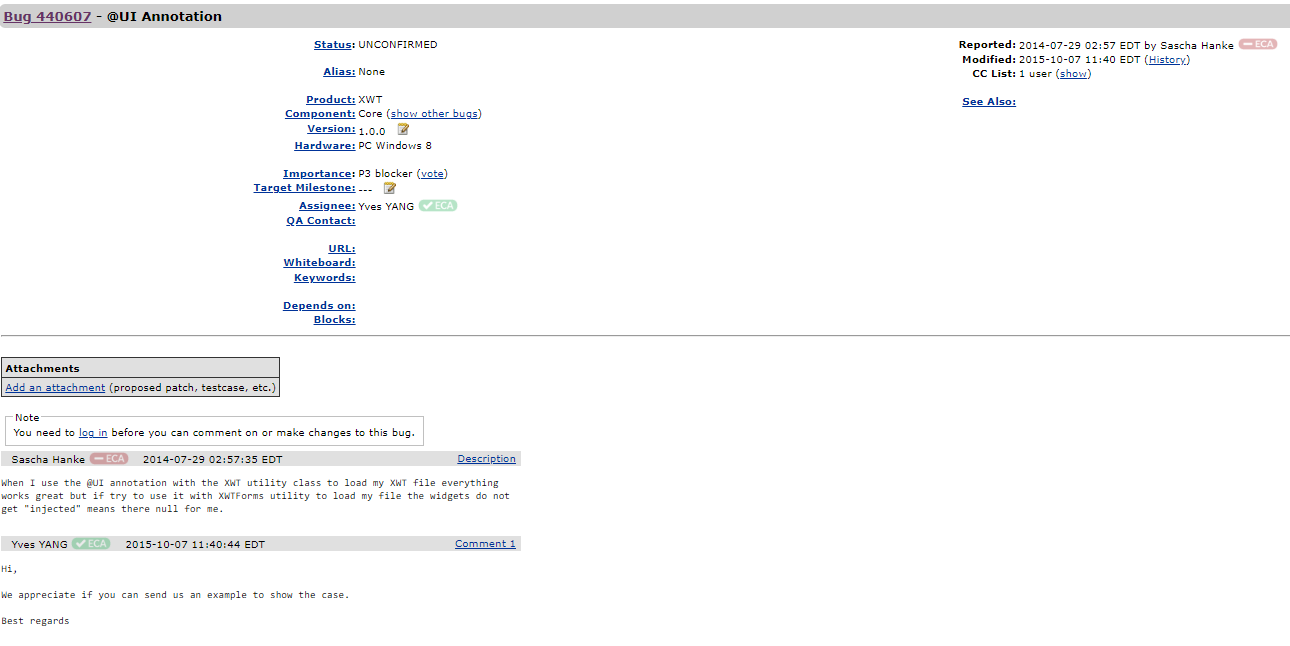 Bug 440607 - @UI Annotation
Status: UNCONFIRMED
Alias: None
Product: XWT
Component: Core (show other bugs)
Version: 1.0.0
Hardware: PC Windows 8
Importance: P3 blocker (vote)
Target Milestone: ---
Assignee: Yves YANG ECA
QA Contact:
URL:
Whiteboard:
Keywords:
Depends on:
Blocks:
Reported: 2014-07-29 02:57 EDT by Sascha Hanke ECA
Modified: 2015-10-07 11:40 EDT (History)
CC List: 1 user (show)
See Also:
Attachments
Add an attachment (proposed patch, testcase, etc.)
Note
You need to log in before you can comment on or make changes to this bug.
Sascha Hanke ECA 2014-07-29 02:57:35 EDT Description
When I use the @UI annotation with the XWT utility class to load my XWT file everything
works great but if try to use it with XWTForms utility to load my file the widgets do not
get "injected" means there null for me.
Yves YANG ECA 2015-10-07 11:40:44 EDT Comment 1
Hi,
We appreciate if you can send us an example to show the case.
Best regards